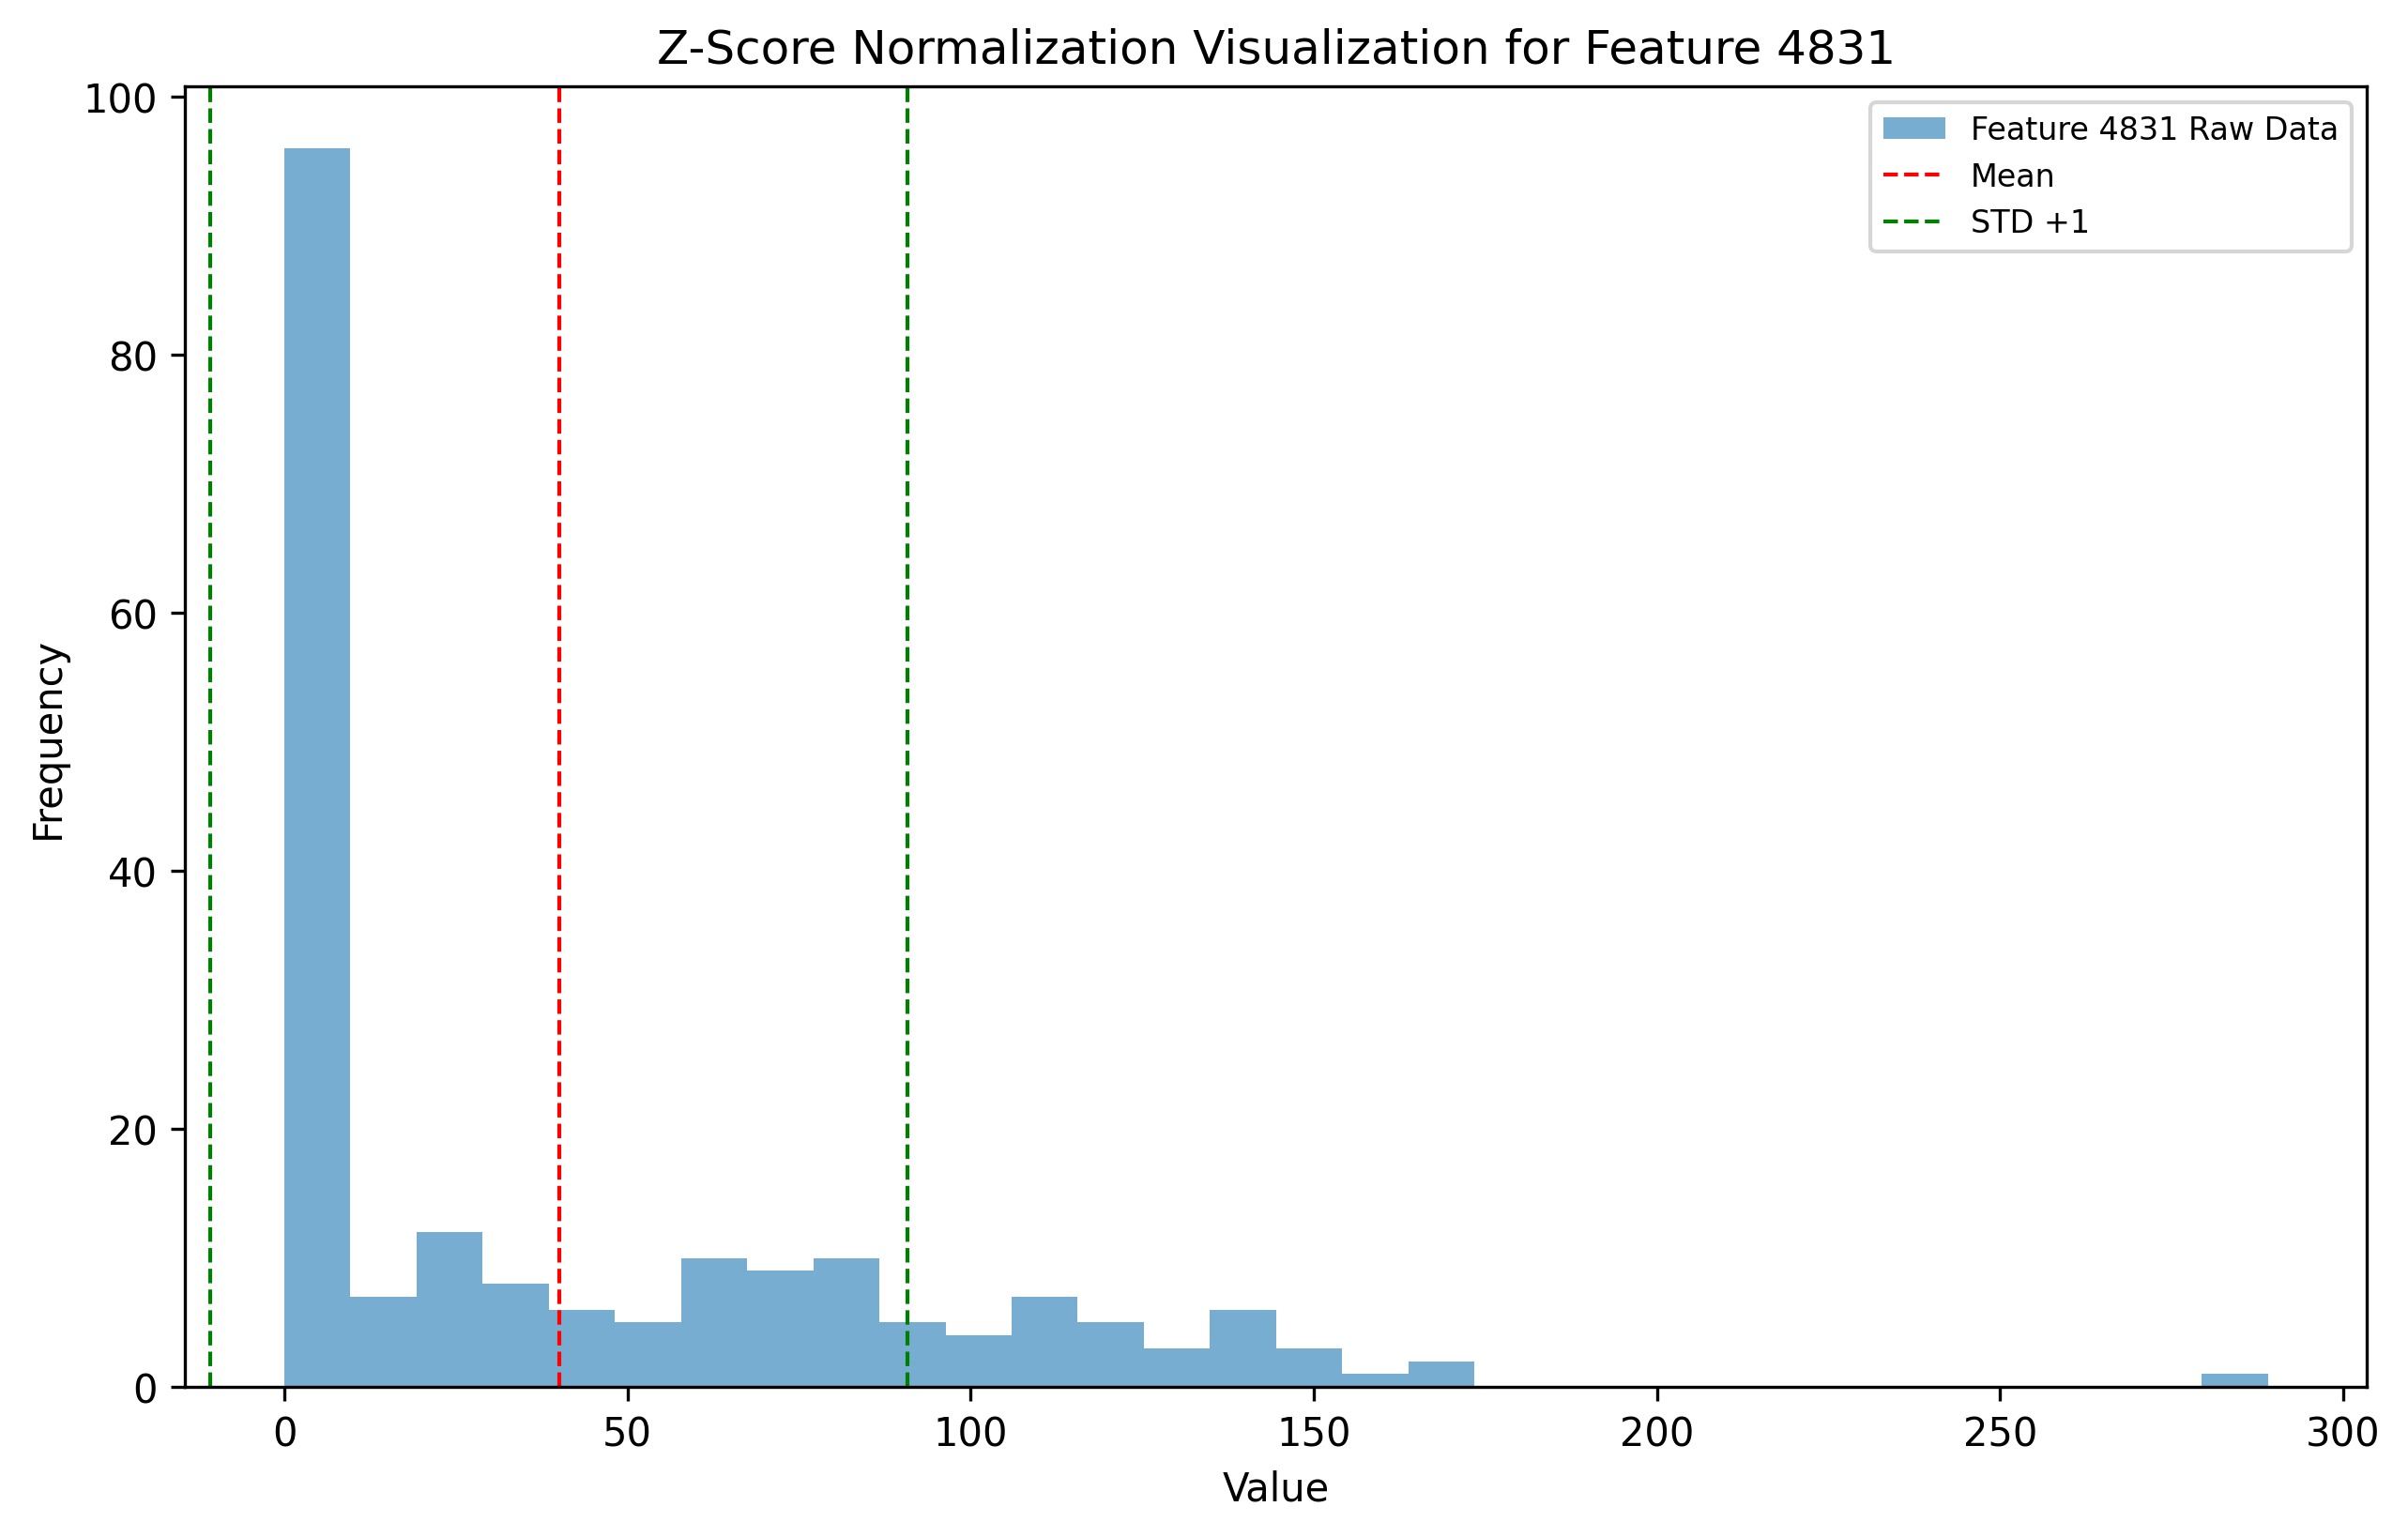 Z-Score Normalization Visualization for Feature 4831
Feature 4831 Raw Data
Mean
STD +1
100
80
60
40
20
0
Frequency
0 50 100 150 200 250 300
Value